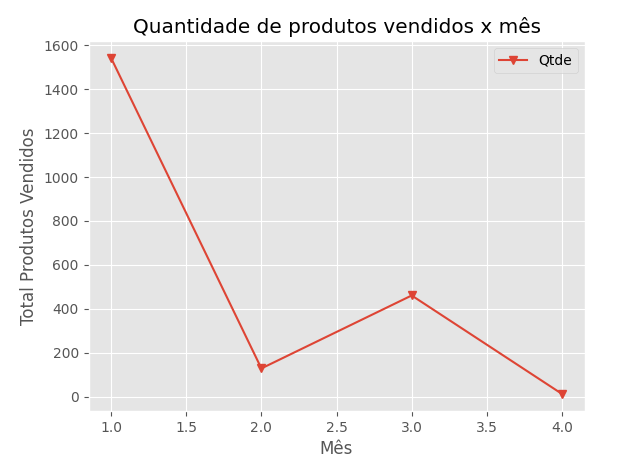 Quantidade de produtos vendidos x mês
Qtde
1600
1400
1200
1000
800
600
400
200
0
Total Produtos Vendidos
1.0 1.5 2.0 2.5 3.0 3.5 4.0
Mês